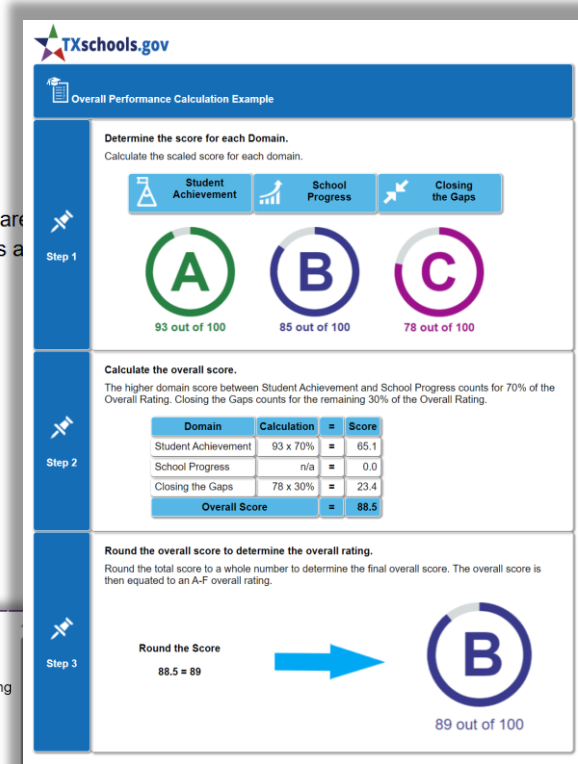 TXschools.gov
Overall Performance Calculation Example
Determine the score for each Domain.
Calculate the scaled score for each domain.
Student Achievement
School Progress
Closing the Gaps
Step 1
A
B
C
93 out of 100
85 out of 100
78 out of 100
Calculate the overall score.
The higher domain score between Student Achievement and School Progress counts for 70% of the
Overall Rating. Closing the Gaps counts for the remaining 30% of the Overall Rating.
Step 2
Domain Calculation = Score
Student Achievement 93 x 70% = 65.1
School Progress n/a = 0.0
Closing the Gaps 78 x 30% = 23.4
Overall Score = 88.5
Round the overall score to determine the overall rating.
Round the total score to a whole number to determine the final overall score. The overall score is
then equated to an A-F overall rating.
Step 3
Round the Score
88.5 = 89
B
89 out of 100